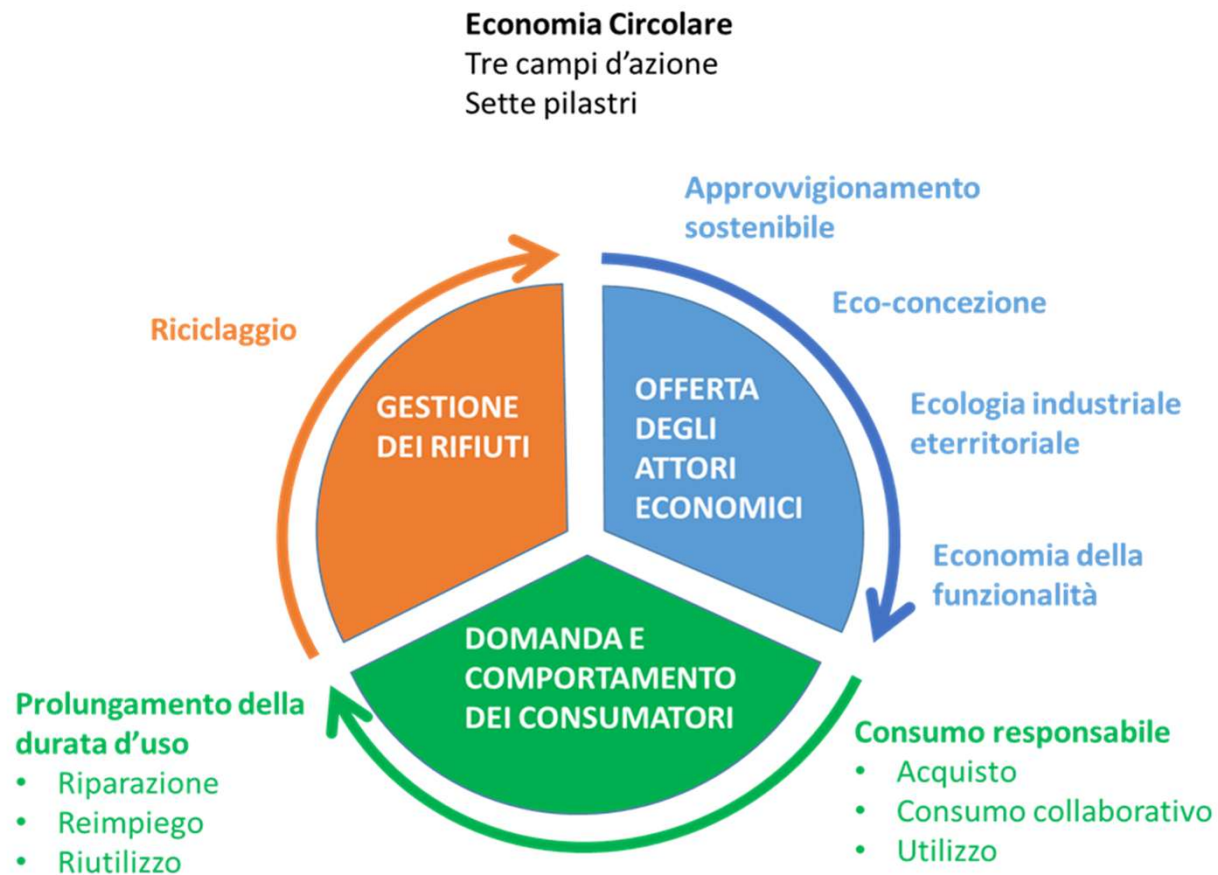 Economia Circolare
Tre campi d’azione
Sette pilastri
Approvvigionamento
sostenibile
Eco-concezione
Riciclaggio
GESTIONE
DEI RIFIUTI
OFFERTA
DEGLI
ATTORI
ECONOMICI
Ecologia industriale
eterritoriale
Economia della
funzionalità
DOMANDA E
COMPORTAMENTO
DEI CONSUMATORI
Prolungamento della
durata d’uso
• Riparazione
• Reimpiego
• Riutilizzo
Consumo responsabile
• Acquisto
• Consumo collaborativo
• Utilizzo